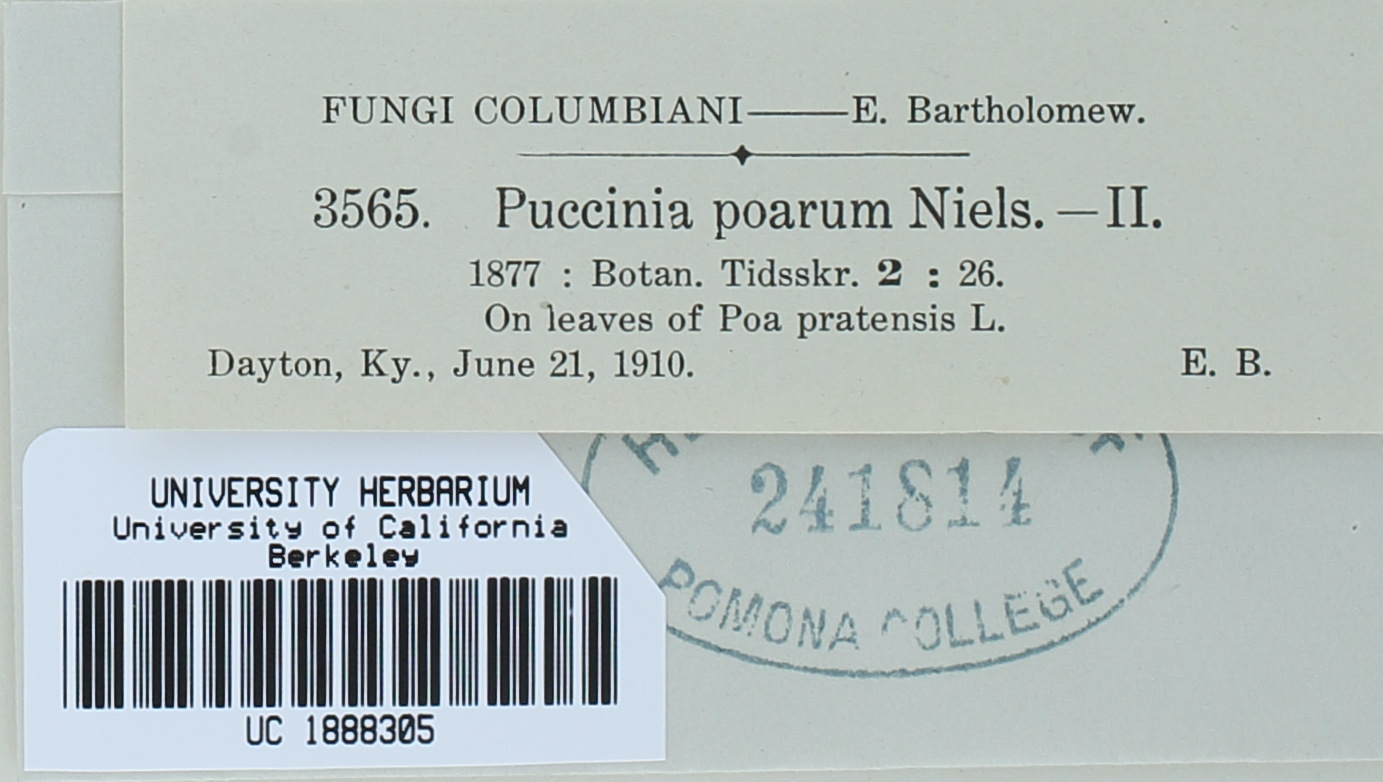 FUNGI COLUMBIANI——E. Bartholomew.
3565. Puccinia poarum Niels. — II.
1877 : Botan. Tidsskr. 2 : 26.
On leaves of Poa pratensis L.
Dayton, Ky., June 21, 1910. E. B.
241814
POMONA COLLEGE
UNIVERSITY HERBARIUM
University of California
Berkeley
UC 1888305